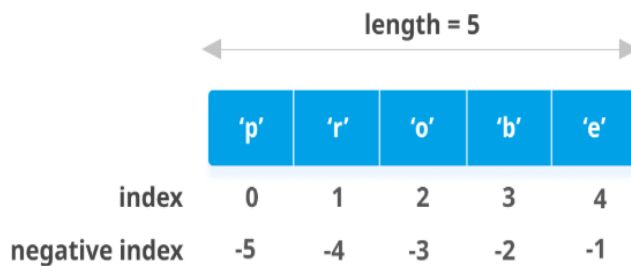 length = 5
‘p’ ‘r’ ‘o’ ‘b’ ‘e’
index 0 1 2 3 4
negative index -5 -4 -3 -2 -1